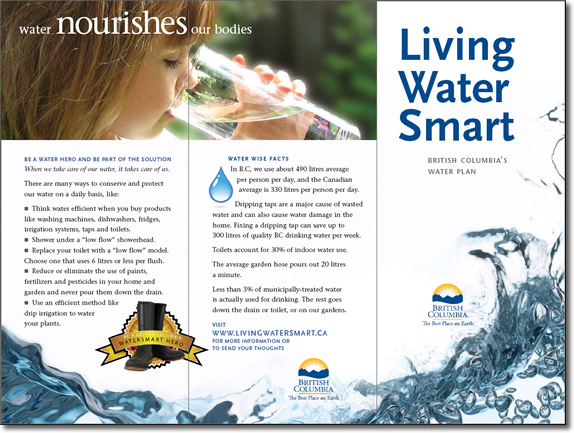 water nourishes our bodies
BE A WATER HERO AND BE PART OF THE SOLUTION
When we take care of our water, it takes care of us.
There are many ways to conserve and protect
our water on a daily basis, like:
■ Think water efficient when you buy products
like washing machines, dishwashers, fridges,
irrigation systems, taps and toilets.
■ Shower under a “low flow” showerhead.
■ Replace your toilet with a “low flow” model.
Choose one that uses 6 litres or less per flush.
■ Reduce or eliminate the use of paints,
fertilizers and pesticides in your home and
garden and never pour them down the drain.
■ Use an efficient method like
drip irrigation to water
your plants.
WATERSMART HERO
WATER WISE FACTS
In B.C, we use about 490 litres average
per person per day, and the Canadian
average is 330 litres per person per day.
Dripping taps are a major cause of wasted
water and can also cause water damage in the
home. Fixing a dripping tap can save up to
300 litres of quality BC drinking water per week.
Toilets account for 30% of indoor water use.
The average garden hose pours out 20 litres
a minute.
Less than 3% of municipally-treated water
is actually used for drinking. The rest goes
down the drain or toilet, or on our gardens.
VISIT
WWW.LIVINGWATERSMART.CA
FOR MORE INFORMATION OR
TO SEND YOUR THOUGHTS
BRITISH
COLUMBIA
The Best Place on Earth
Living
Water
Smart
BRITISH COLUMBIA'S
WATER PLAN
BRITISH
COLUMBIA
The Best Place on Earth